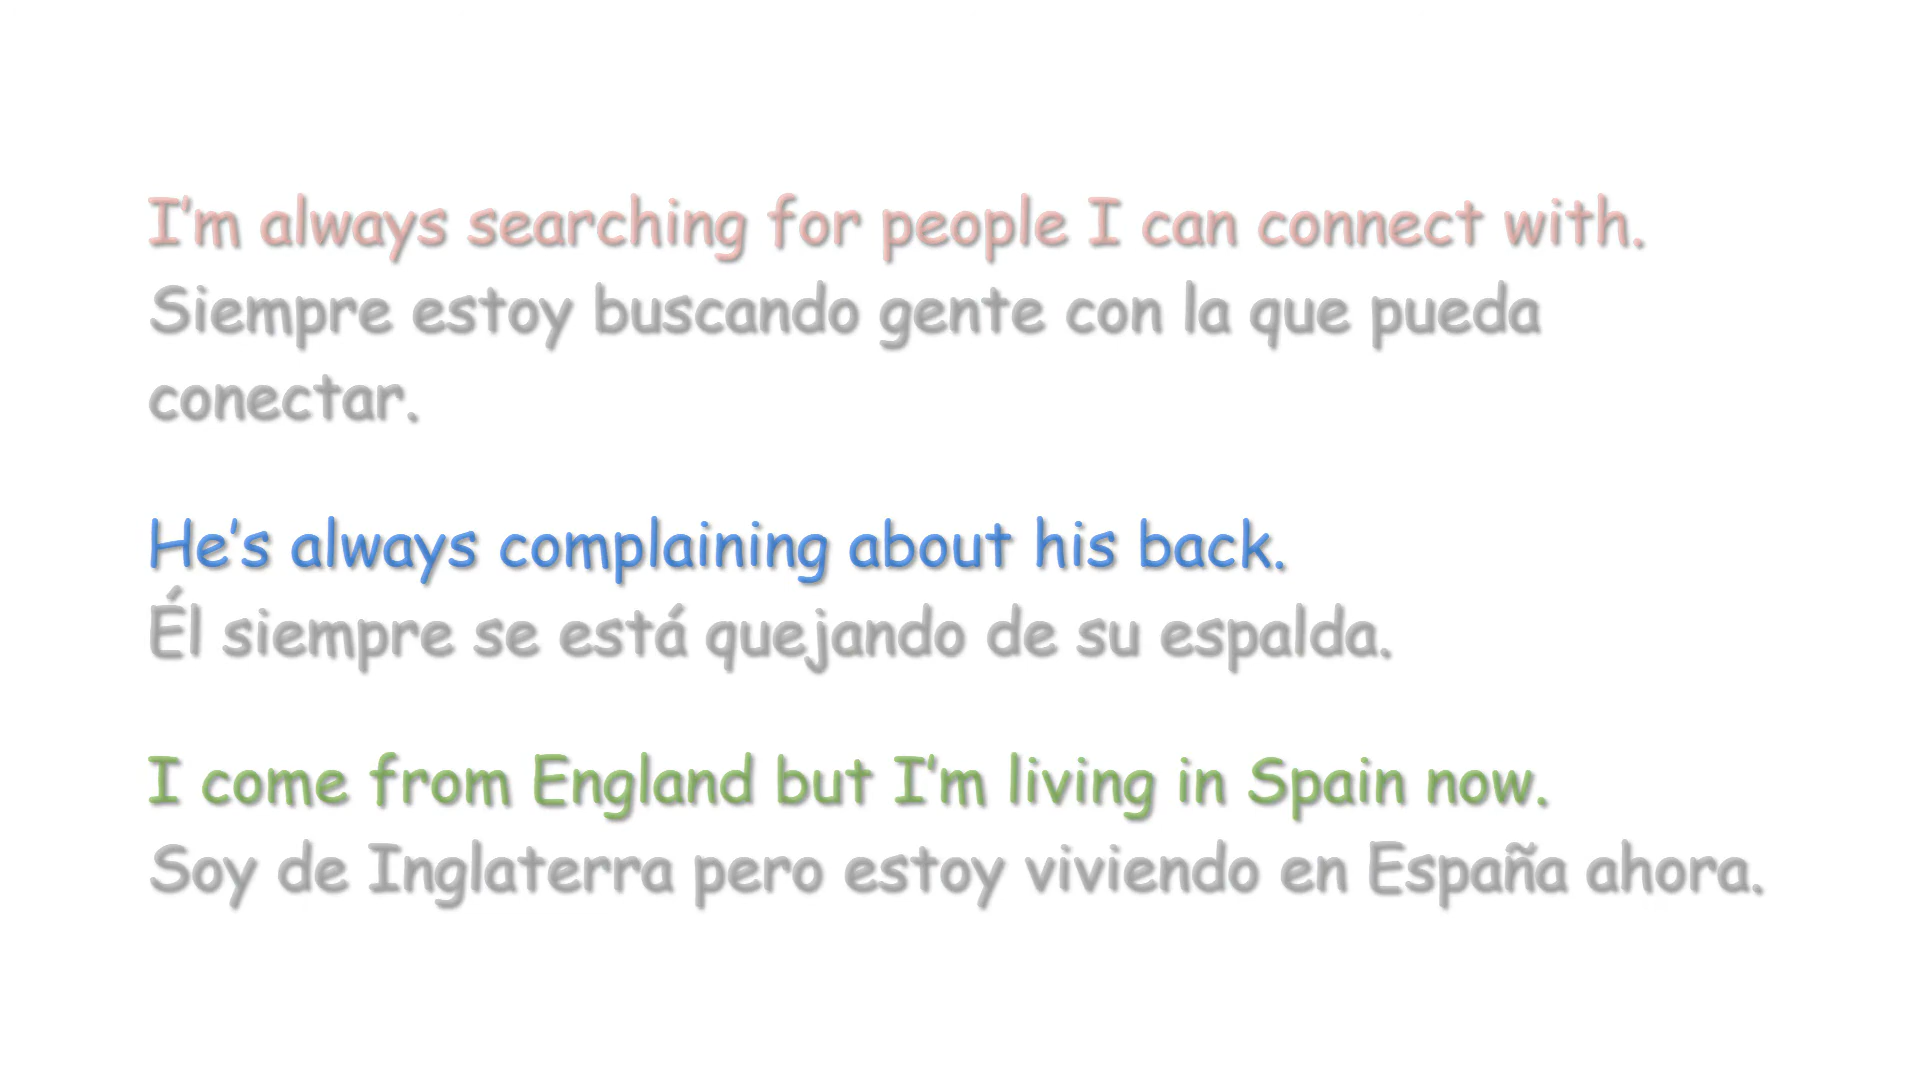 I’m always searching for people I can connect with.
Siempre estoy buscando gente con la que pueda
conectar.
He’s always complaining about his back.
Él siempre se está quejando de su espalda.
I come from England but I’m living in Spain now.
Soy de Inglaterra pero estoy viviendo en España ahora.